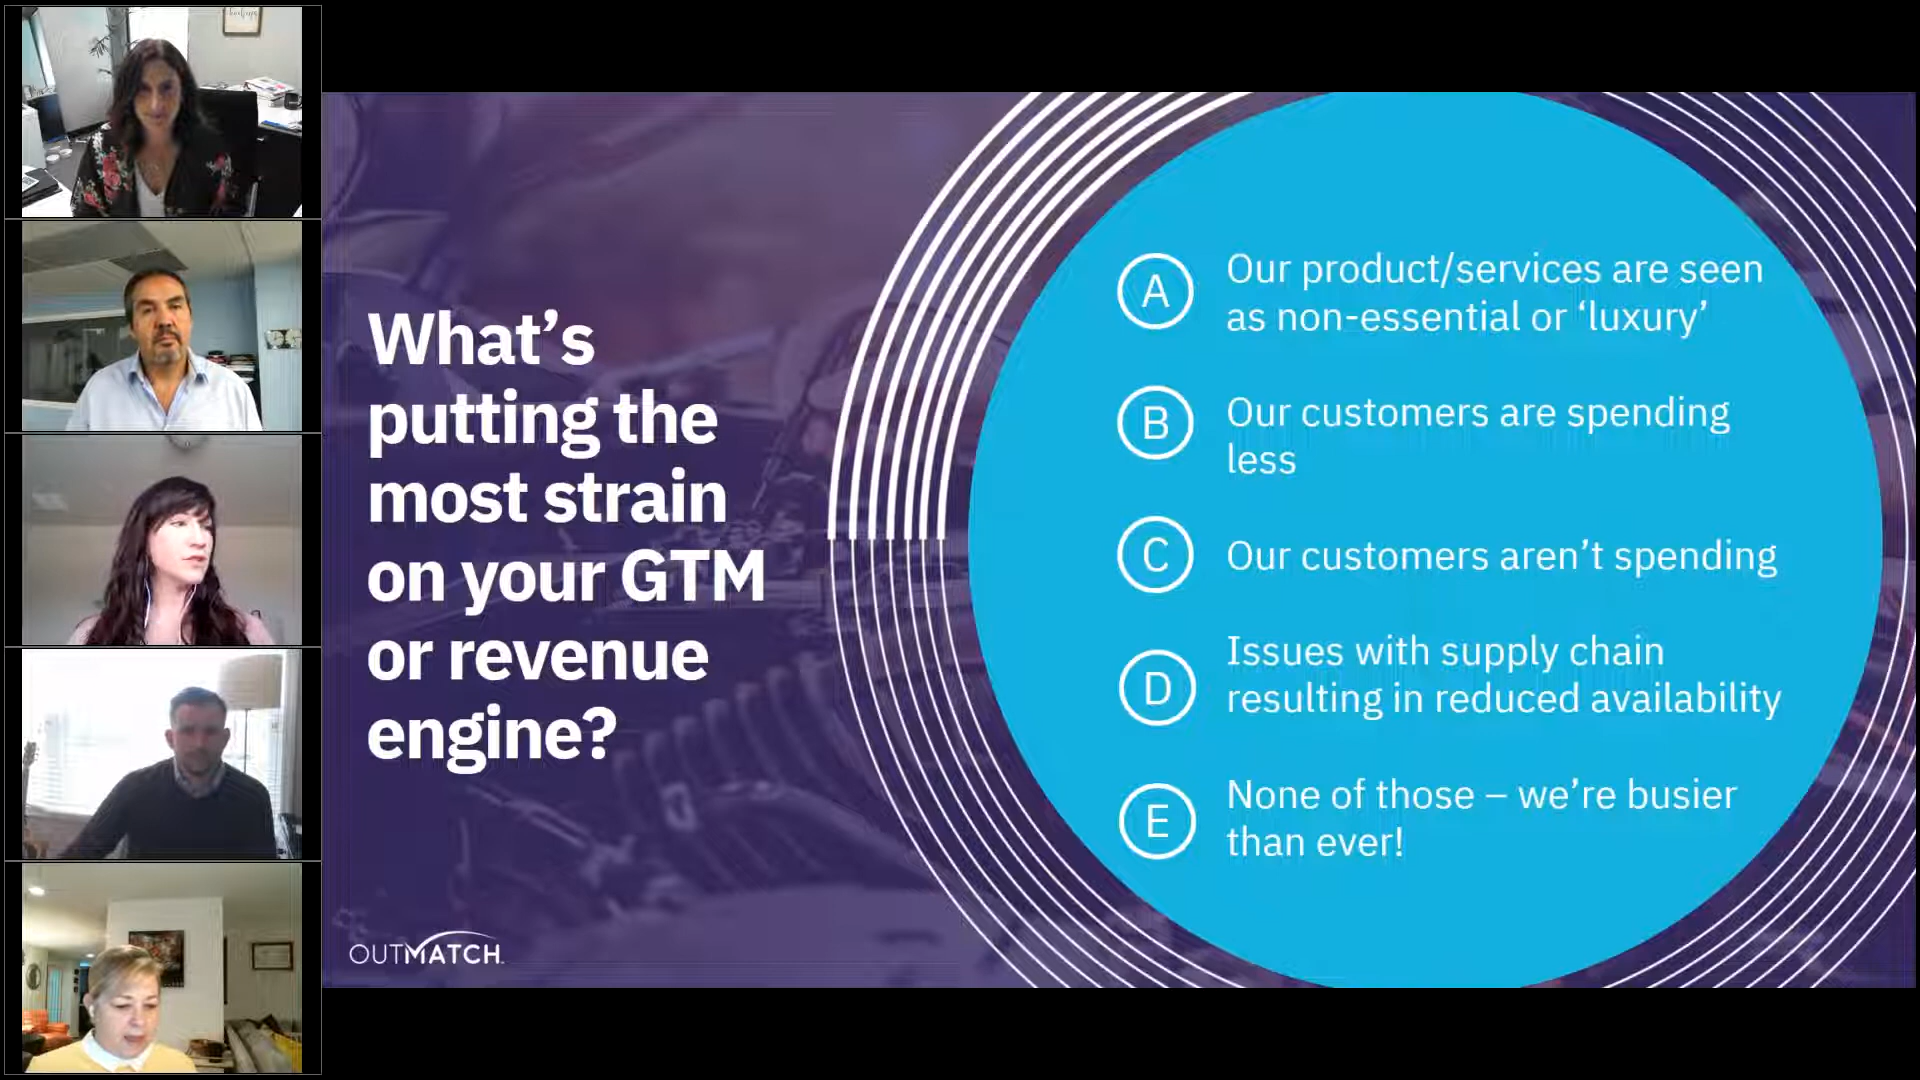 What’s
putting the
most strain
on your GTM
or revenue
engine?
A
Our product/services are seen
as non-essential or ‘luxury’
B
Our customers are spending
less
C
Our customers aren’t spending
D
Issues with supply chain
resulting in reduced availability
E
None of those – we’re busier
than ever!
OUTMATCH